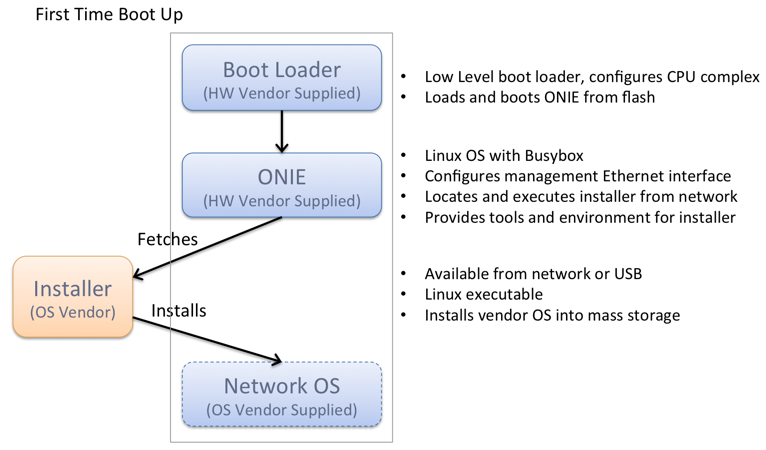 First Time Boot Up
Boot Loader
(HW Vendor Supplied)
• Low Level boot loader, configures CPU complex
• Loads and boots ONIE from flash
ONIE
(HW Vendor Supplied)
• Linux OS with Busybox
• Configures management Ethernet interface
• Locates and executes installer from network
• Provides tools and environment for installer
Fetches
Installer
(OS Vendor)
• Available from network or USB
• Linux executable
• Installs vendor OS into mass storage
Installs
Network OS
(OS Vendor Supplied)